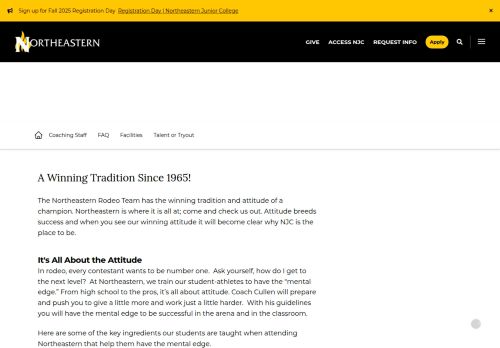 Sign up for Fall 2025 Registration Day Registration Day | Northeastern Junior College ×
NORTHEASTERN GIVE ACCESS NJC REQUEST INFO Apply
Coaching Staff FAQ Facilities Talent or Tryout
A Winning Tradition Since 1965!
The Northeastern Rodeo Team has the winning tradition and attitude of a
champion. Northeastern is where it is all at; come and check us out. Attitude breeds
success and when you see our winning attitude it will become clear why NJC is the
place to be.
It's All About the Attitude
In rodeo, every contestant wants to be number one.  Ask yourself, how do I get to
the next level?  At Northeastern, we train our student-athletes to have the “mental
edge.” From high school to the pros, it’s all about attitude. Coach Cullen will prepare
and push you to give a little more and work just a little harder.  With his guidelines
you will have the mental edge to be successful in the arena and in the classroom.
Here are some of the key ingredients our students are taught when attending
Northeastern that help them have the mental edge.